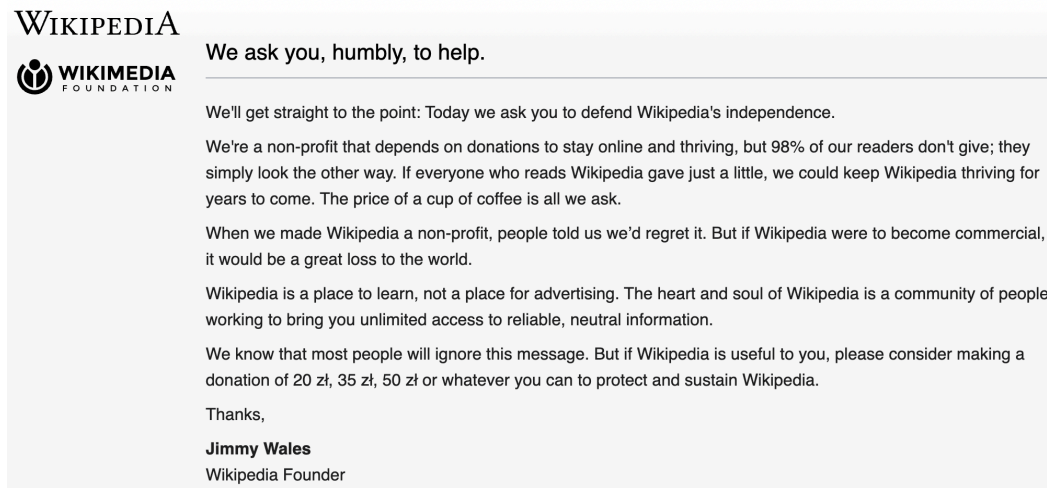 WIKIPEDIA
WIKIMEDIA
FOUNDATION
We ask you, humbly, to help.
We'll get straight to the point: Today we ask you to defend Wikipedia's independence.
We're a non-profit that depends on donations to stay online and thriving, but 98% of our readers don't give; they
simply look the other way. If everyone who reads Wikipedia gave just a little, we could keep Wikipedia thriving for
years to come. The price of a cup of coffee is all we ask.
When we made Wikipedia a non-profit, people told us we’d regret it. But if Wikipedia were to become commercial,
it would be a great loss to the world.
Wikipedia is a place to learn, not a place for advertising. The heart and soul of Wikipedia is a community of people
working to bring you unlimited access to reliable, neutral information.
We know that most people will ignore this message. But if Wikipedia is useful to you, please consider making a
donation of 20 zł, 35 zł, 50 zł or whatever you can to protect and sustain Wikipedia.
Thanks,
Jimmy Wales
Wikipedia Founder